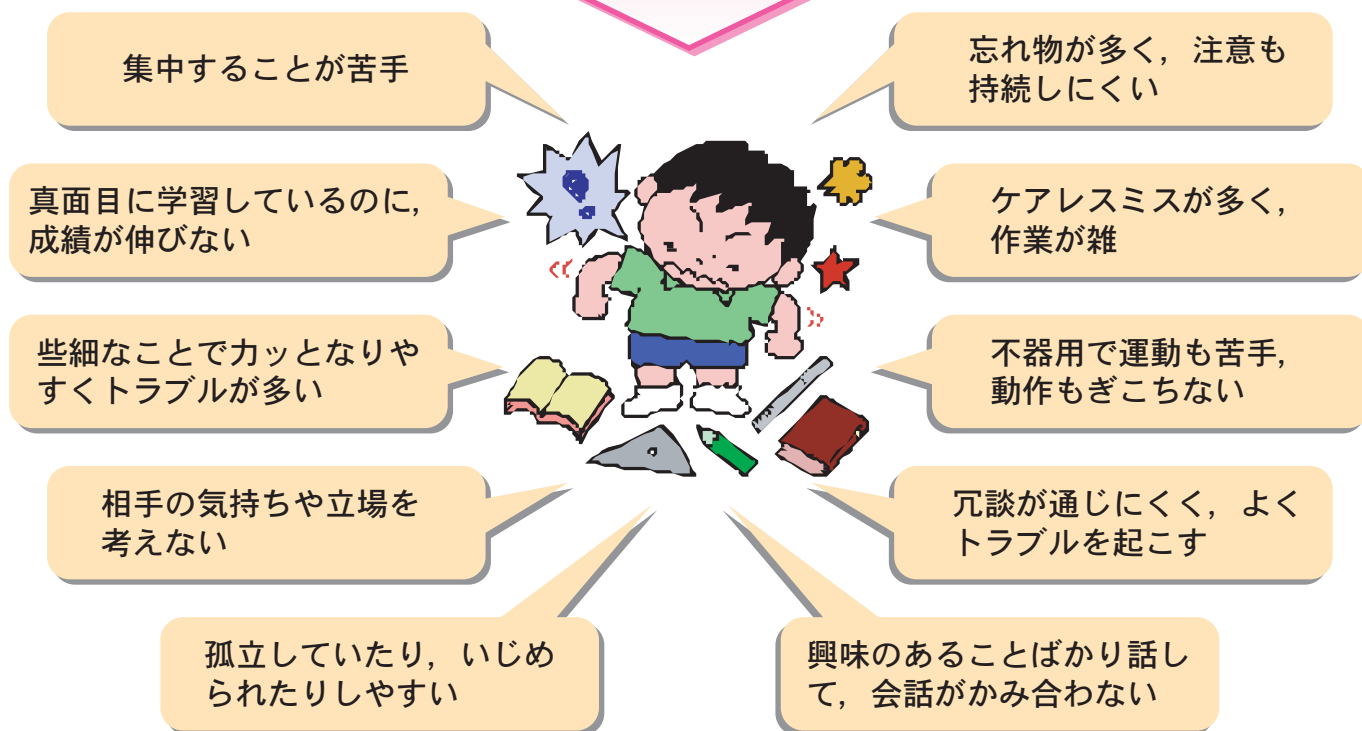 集中することが苦手
忘れ物が多く，注意も
持続しにくい
真面目に学習しているのに，
成績が伸びない
ケアレスミスが多く，
作業が雑
些細なことでカッとなりや
すくトラブルが多い
不器用で運動も苦手，
動作もぎこちない
相手の気持ちや立場を
考えない
冗談が通じにくく，よく
トラブルを起こす
孤立していたり，いじめ
られたりしやすい
興味のあることばかり話し
て，会話がかみ合わない